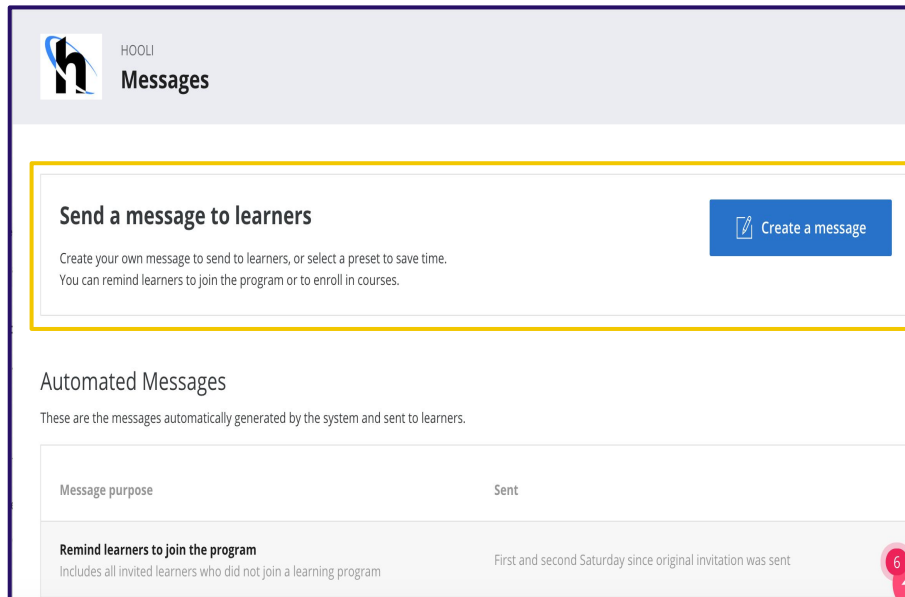 h
HOOLI
Messages
Send a message to learners
Create a message
Create your own message to send to learners, or select a preset to save time.
You can remind learners to join the program or to enroll in courses.
Automated Messages
These are the messages automatically generated by the system and sent to learners.
Message purpose
Sent
Remind learners to join the program
Includes all invited learners who did not join a learning program
First and second Saturday since original invitation was sent
6